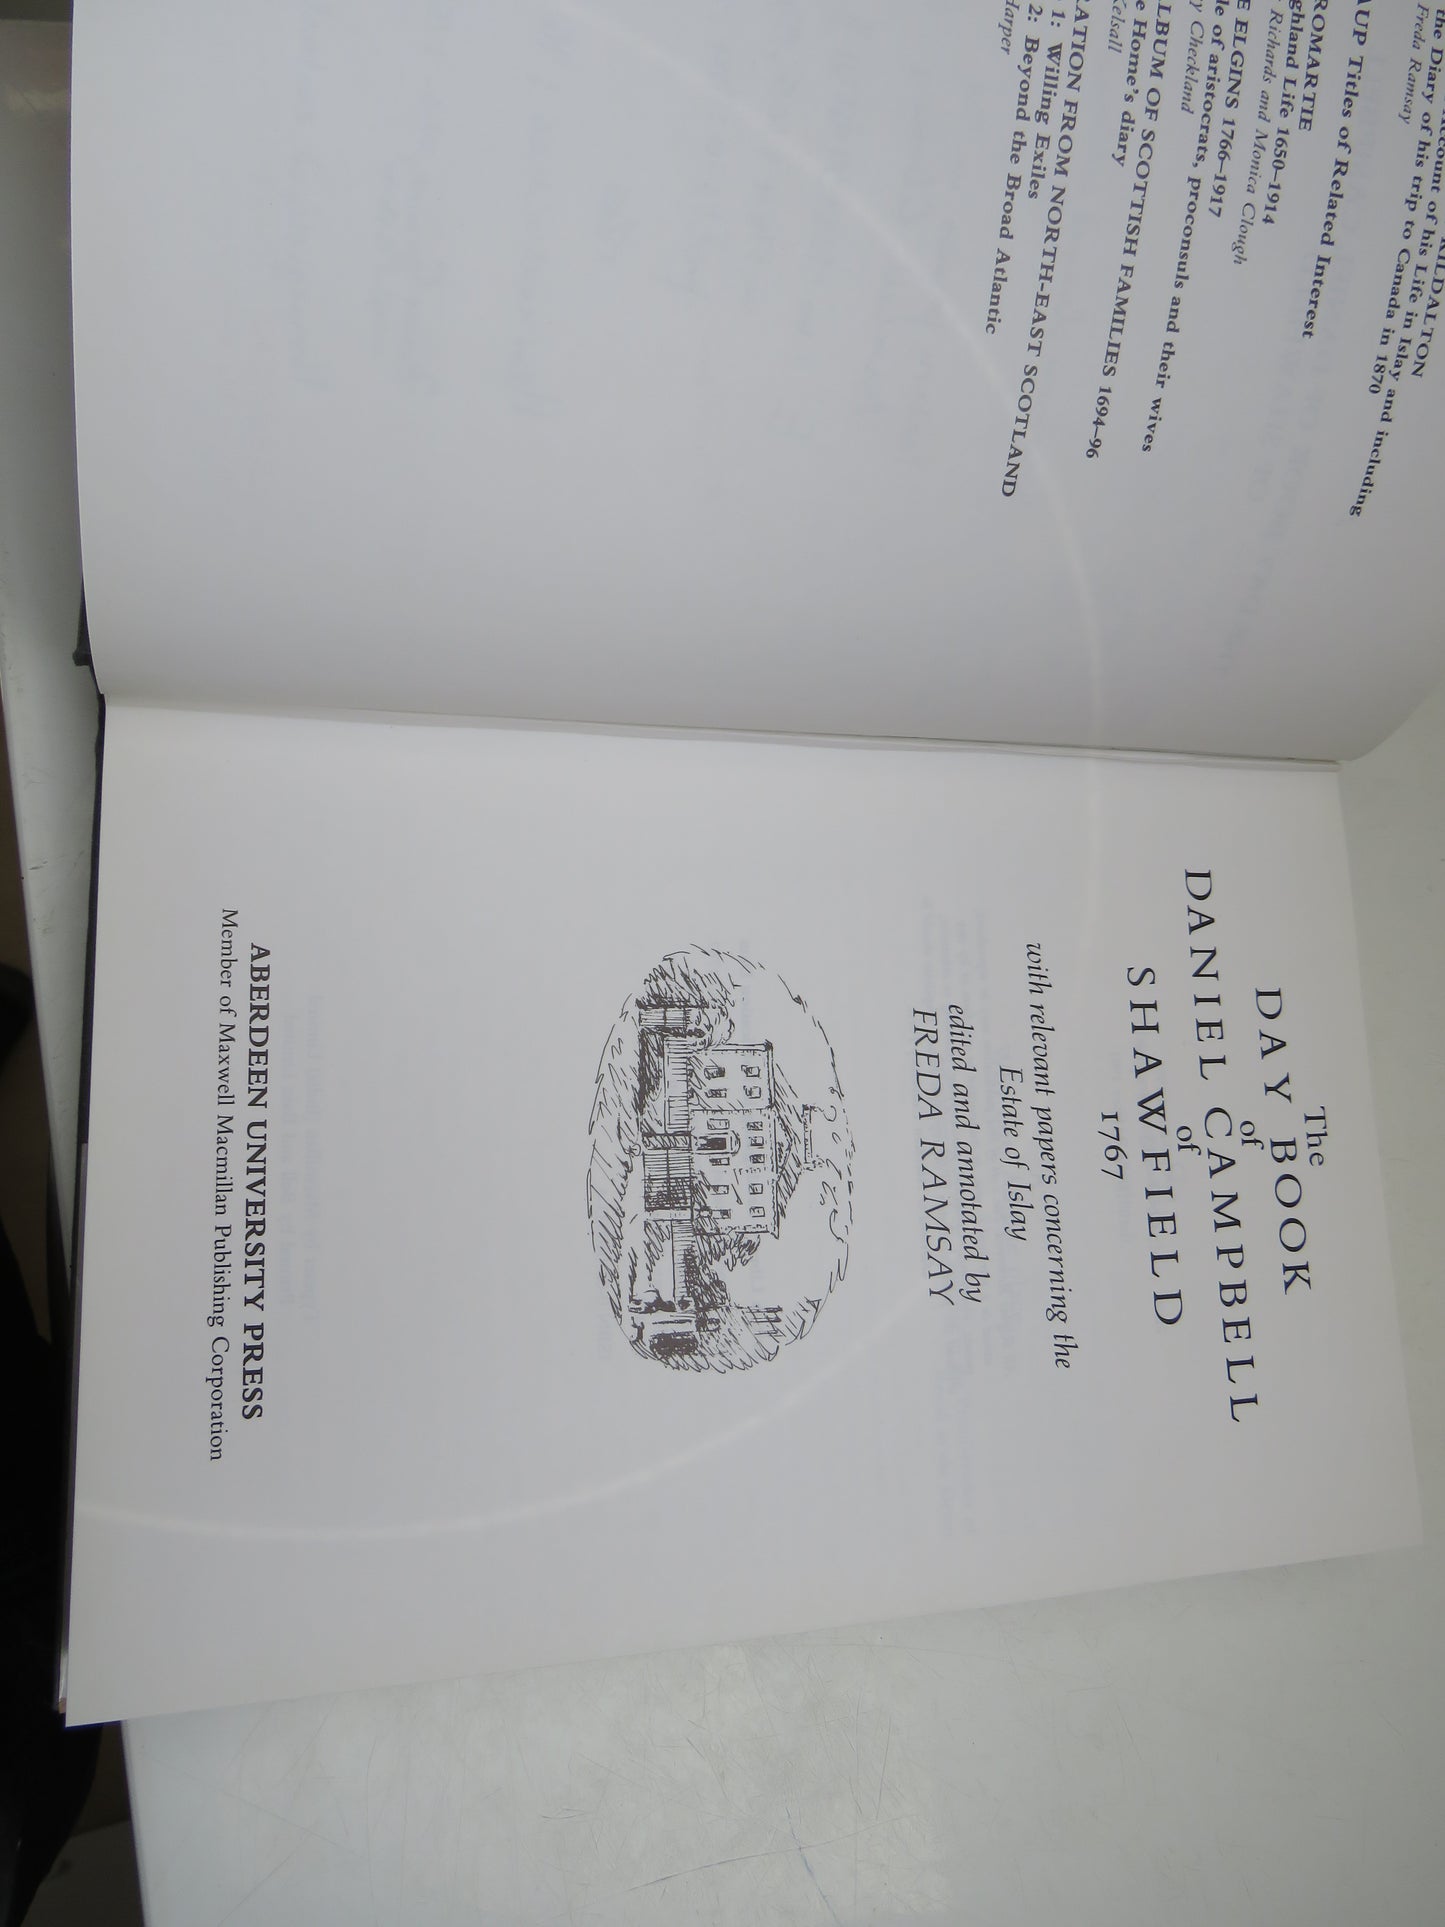 KILDALTON
the Diary of his Life in Islay and including
of his trip to Canada in 1870
Freda Ramsay
AUP Titles of Related Interest
ROMARTIE
ghland Life 1650–1914
Richards and Monica Clough
E ELGINS 1766–1917
le of aristocrats, proconsuls and their wives
y Checkland
ALBUM OF SCOTTISH FAMILIES 1694–96
e Home's diary
Kelsall
RATION FROM NORTH-EAST SCOTLAND
1: Willing Exiles
2: Beyond the Broad Atlantic
Harper
The
DAY BOOK
of
DANIEL CAMPBELL
of
SHAWFIELD
1767
with relevant papers concerning the
Estate of Islay
edited and annotated by
FREDA RAMSAY
ABERDEEN UNIVERSITY PRESS
Member of Maxwell Macmillan Publishing Corporation